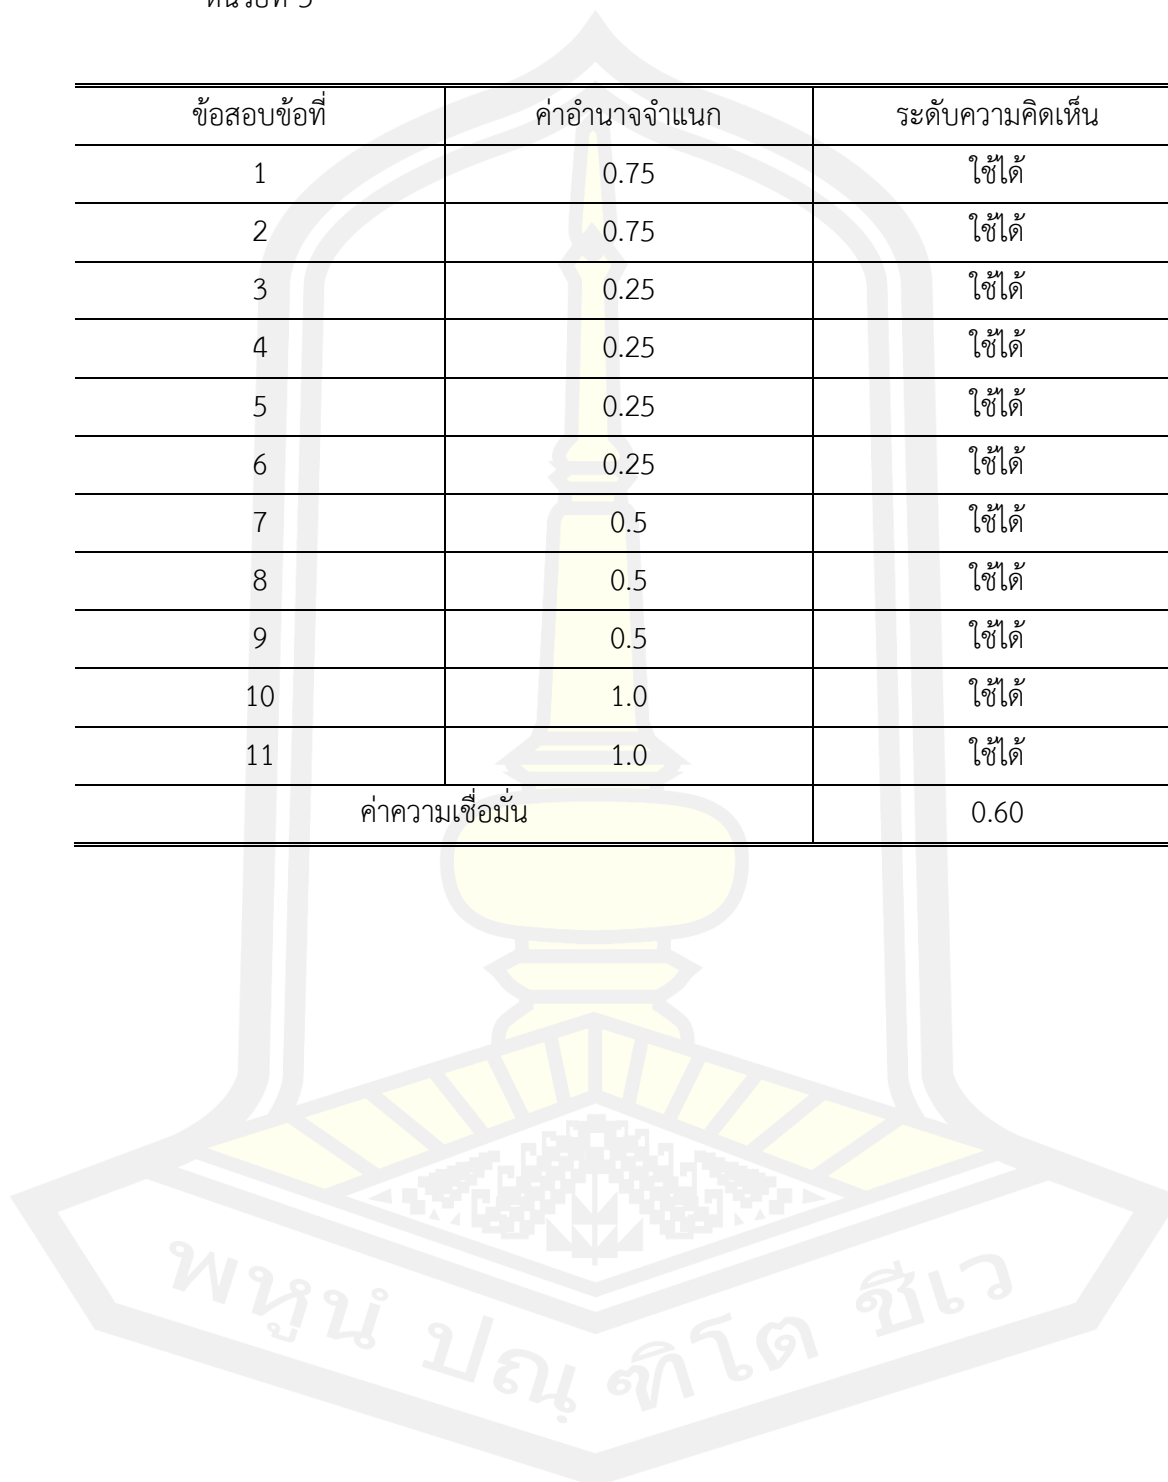 หน่วยที่ 3
ข้อสอบข้อที่ ค่าอำนาจจำแนก ระดับความคิดเห็น
1 0.75 ใช้ได้
2 0.75 ใช้ได้
3 0.25 ใช้ได้
4 0.25 ใช้ได้
5 0.25 ใช้ได้
6 0.25 ใช้ได้
7 0.5 ใช้ได้
8 0.5 ใช้ได้
9 0.5 ใช้ได้
10 1.0 ใช้ได้
11 1.0 ใช้ได้
ค่าความเชื่อมั่น 0.60
พหูนํ ปณฺฑิโต ชีเว